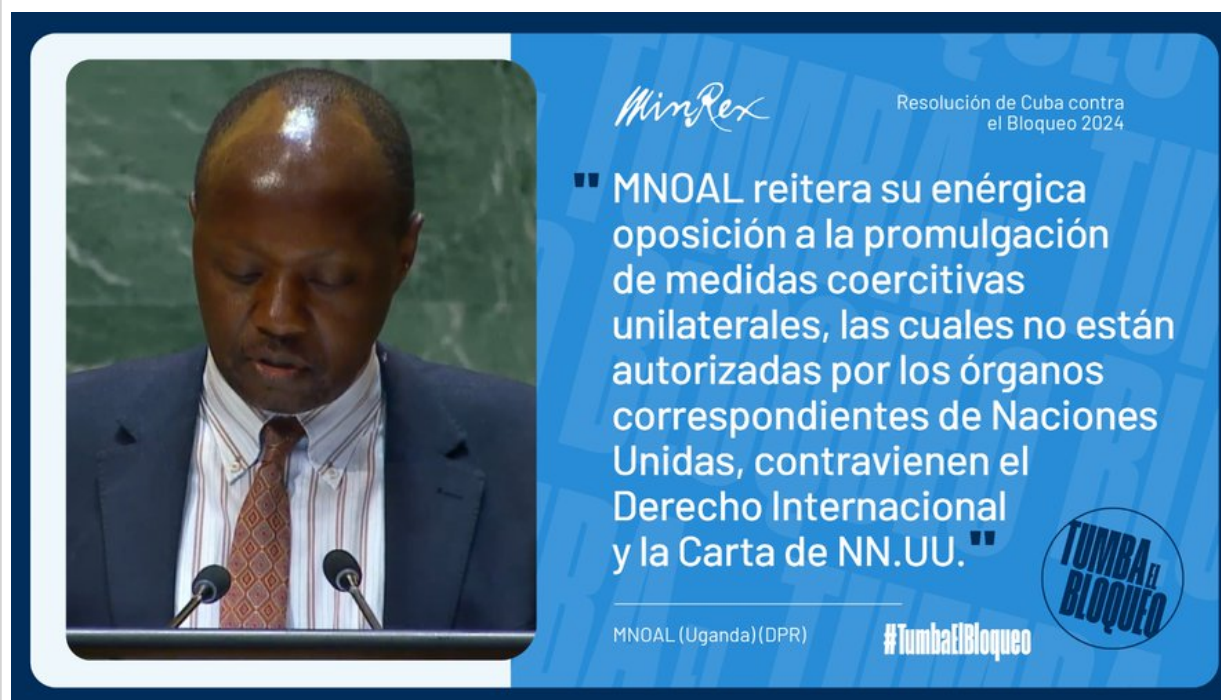 MinRex
Resolución de Cuba contra
el Bloqueo 2024
" MNOAL reitera su enérgica
oposición a la promulgación
de medidas coercitivas
unilaterales, las cuales no están
autorizadas por los órganos
correspondientes de Naciones
Unidas, contravienen el
Derecho Internacional
y la Carta de NN.UU."
TUMBA EL
BLOQUEO
MNOAL (Uganda) (DPR)
#TumbaElBloqueo